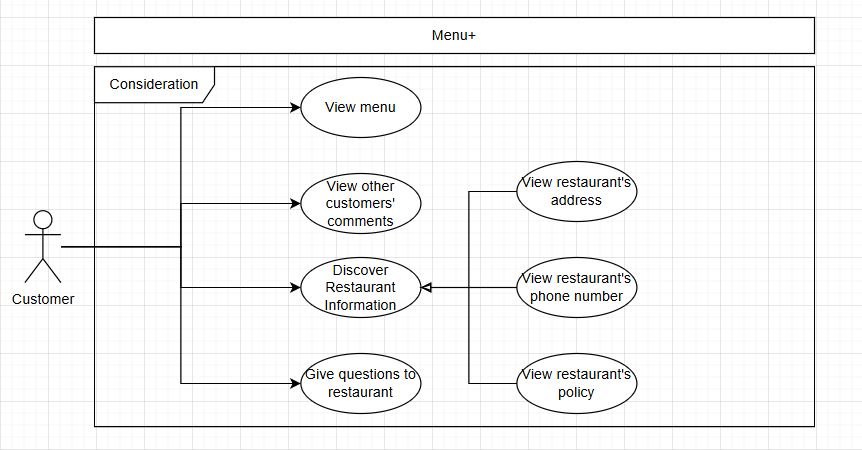 Menu+
Consideration
View menu
View other
customers'
comments
View restaurant's
address
Discover
Restaurant
Information
View restaurant's
phone number
Customer
Give questions to
restaurant
View restaurant's
policy